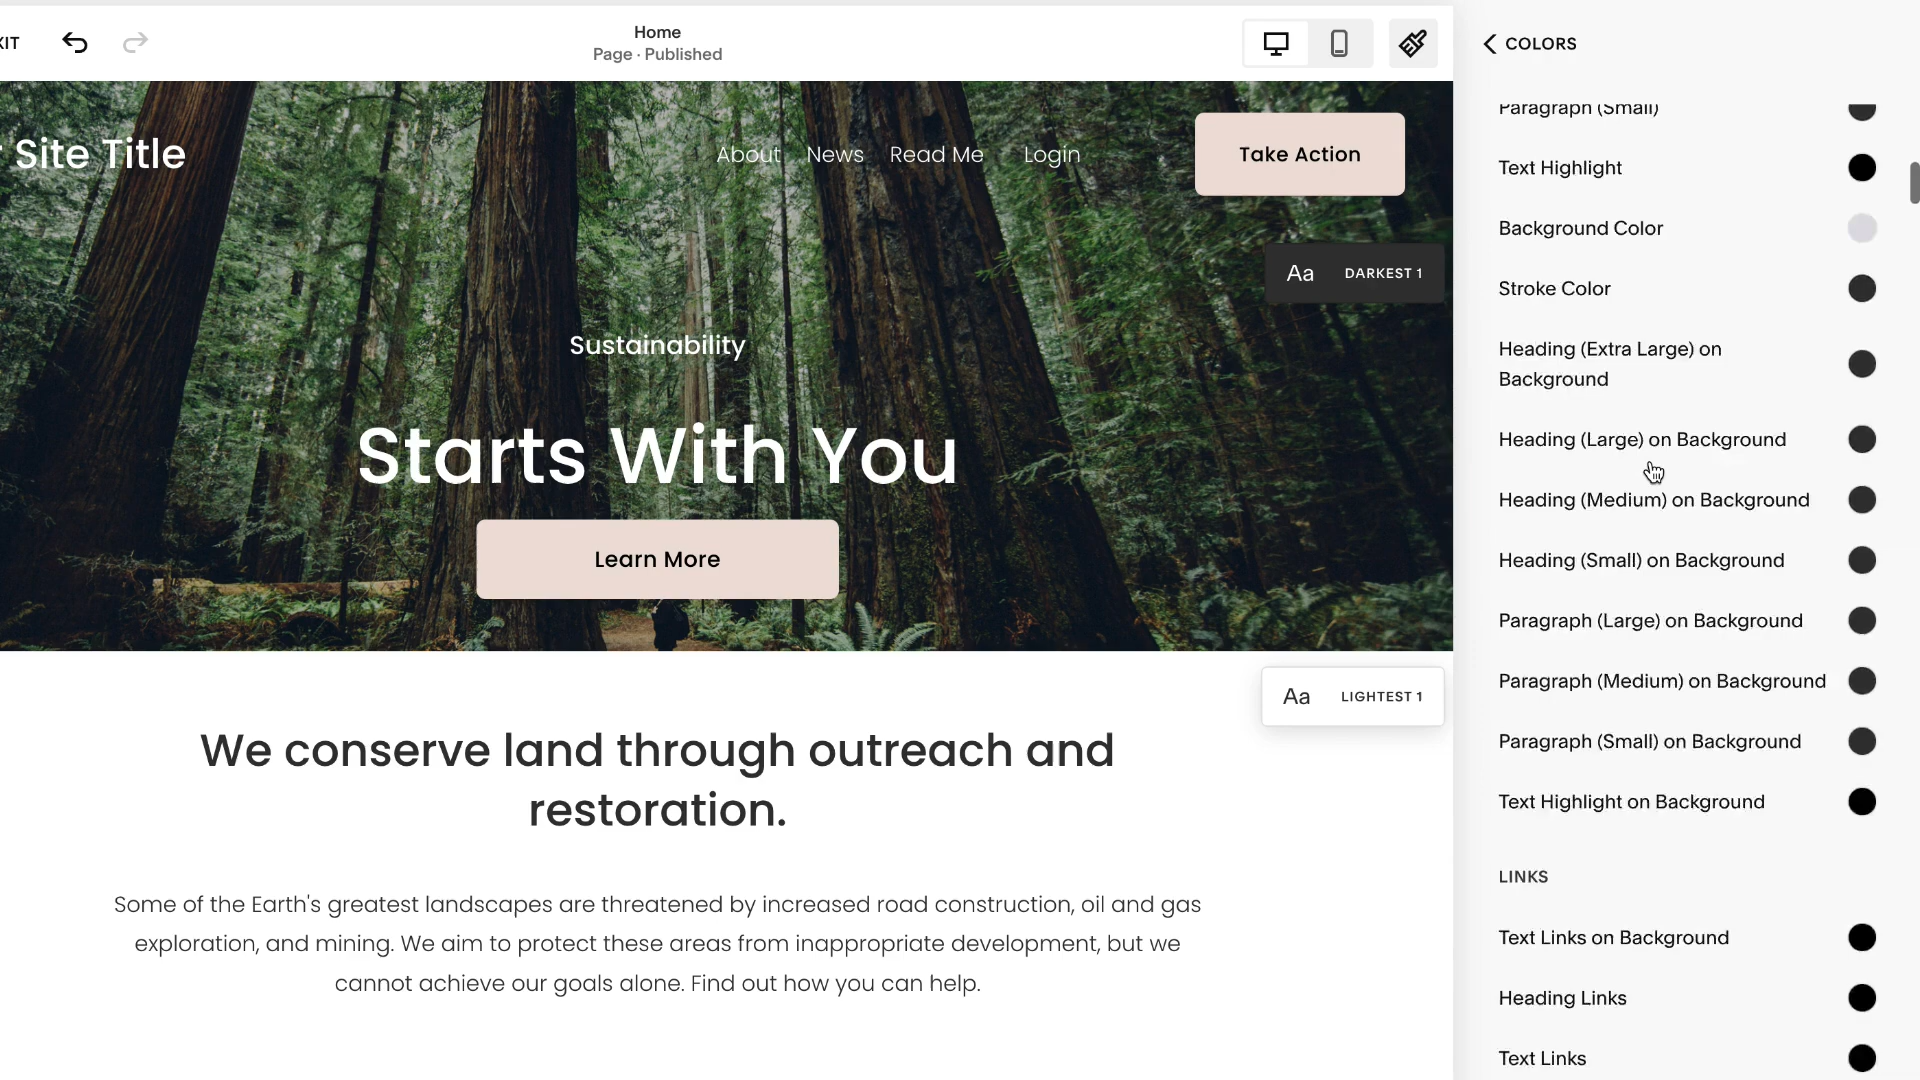 XIT
Home
Page · Published
COLORS
Paragraph (Small)
Site Title
About News Read Me Login
Take Action
Text Highlight
Background Color
Aa DARKEST 1
Stroke Color
Sustainability
Heading (Extra Large) on
Background
Starts With You
Heading (Large) on Background
Heading (Medium) on Background
Learn More
Heading (Small) on Background
Paragraph (Large) on Background
Paragraph (Medium) on Background
Aa LIGHTEST 1
Paragraph (Small) on Background
We conserve land through outreach and
restoration.
Text Highlight on Background
LINKS
Some of the Earth's greatest landscapes are threatened by increased road construction, oil and gas
exploration, and mining. We aim to protect these areas from inappropriate development, but we
cannot achieve our goals alone. Find out how you can help.
Text Links on Background
Heading Links
Text Links